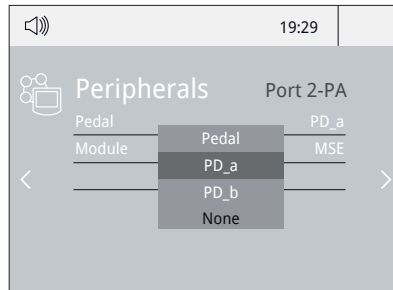 19:29
Peripherals Port 2-PA
Pedal PD_a
Module MSE
Pedal
PD_a
PD_b
None